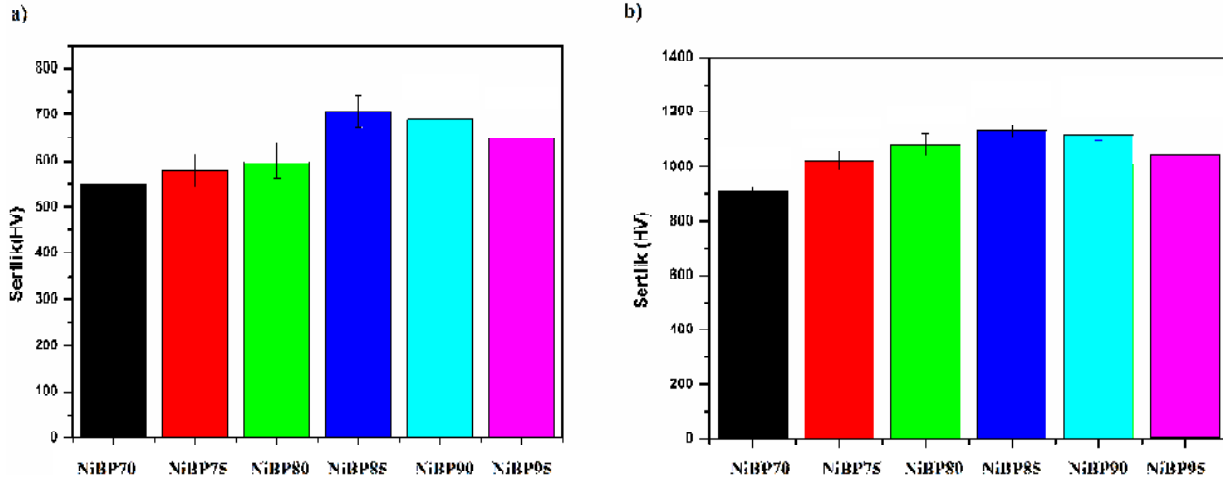 a)
Sertlik(HV)
800
700
600
500
400
300
200
100
0
NiBP70 NiBP75 NiBP80 NiBP85 NiBP90 NiBP95
b)
Sertlik (HV)
1400
1200
1000
800
600
400
200
0
NiBP70 NiBP75 NiBP80 NiBP85 NiBP90 NiBP95